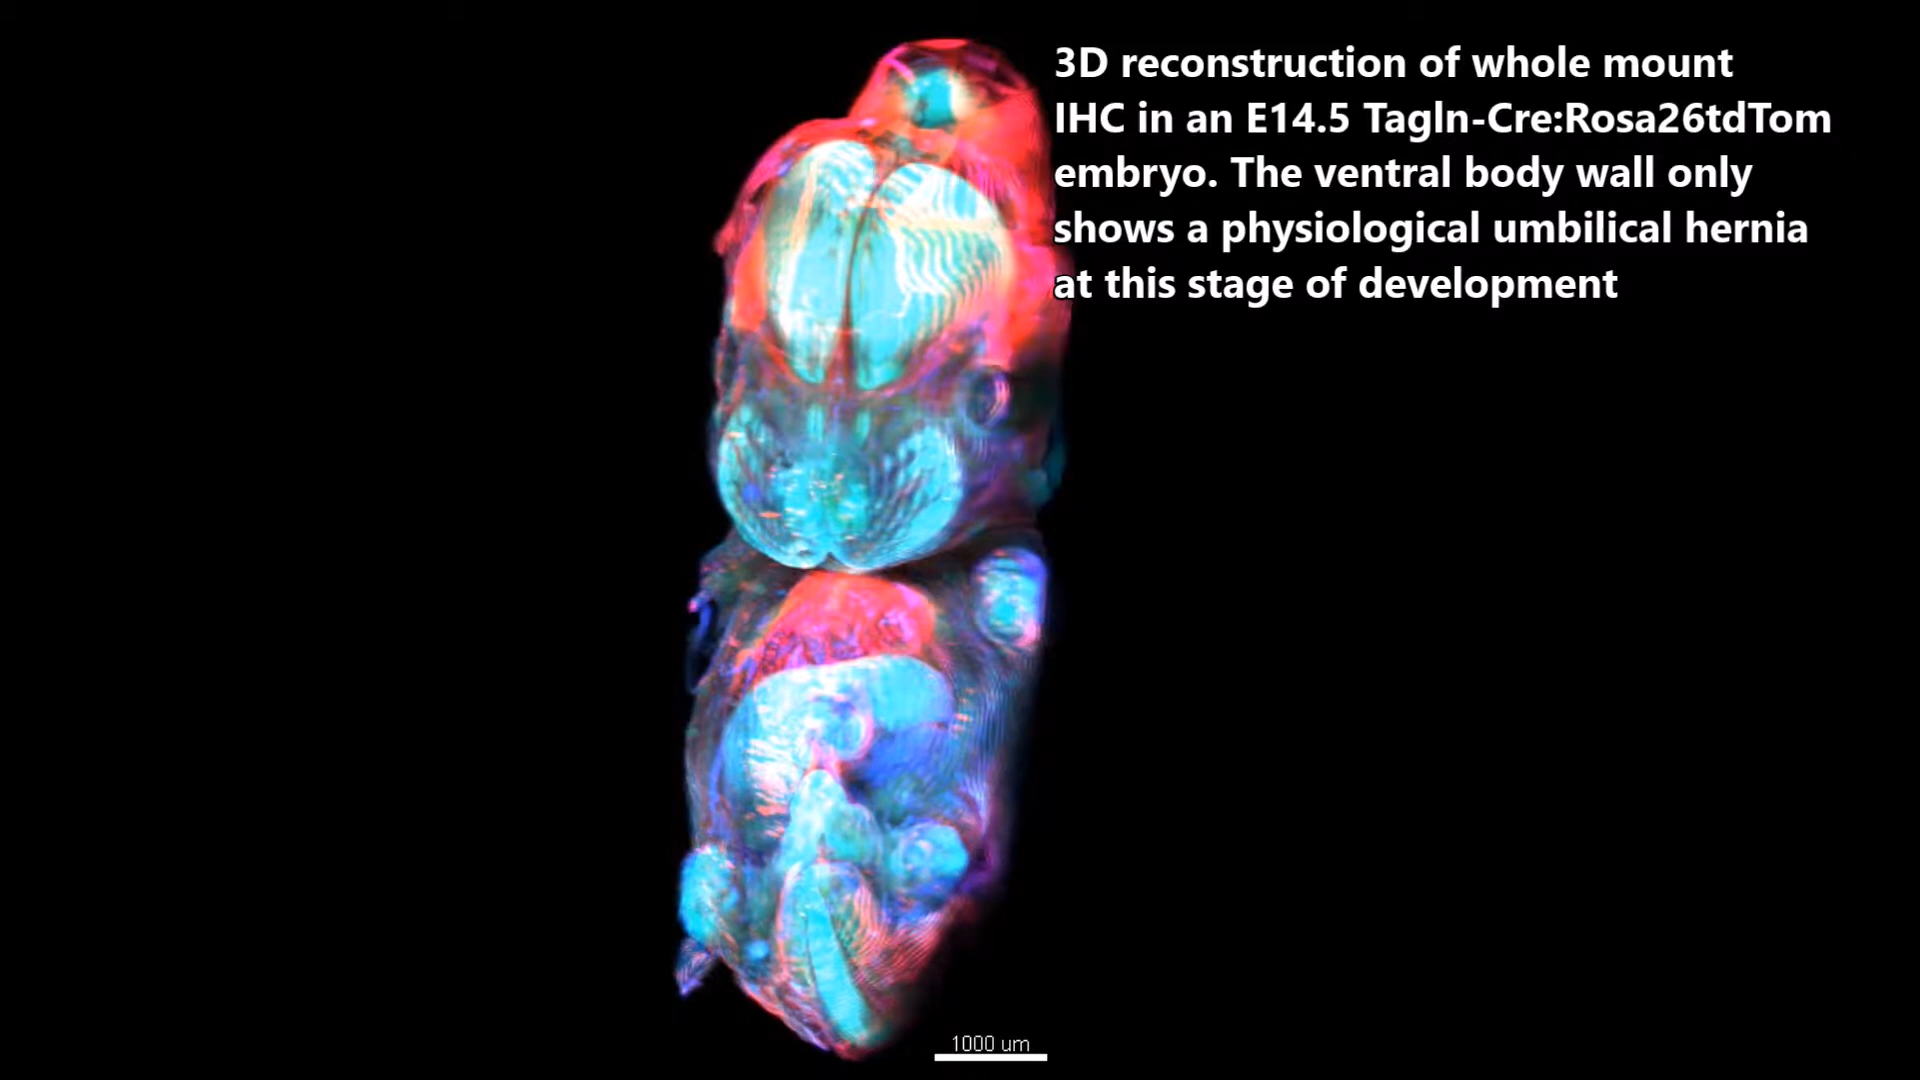 3D reconstruction of whole mount
IHC in an E14.5 Tagln-Cre:Rosa26tdTom
embryo. The ventral body wall only
shows a physiological umbilical hernia
at this stage of development
1000 um